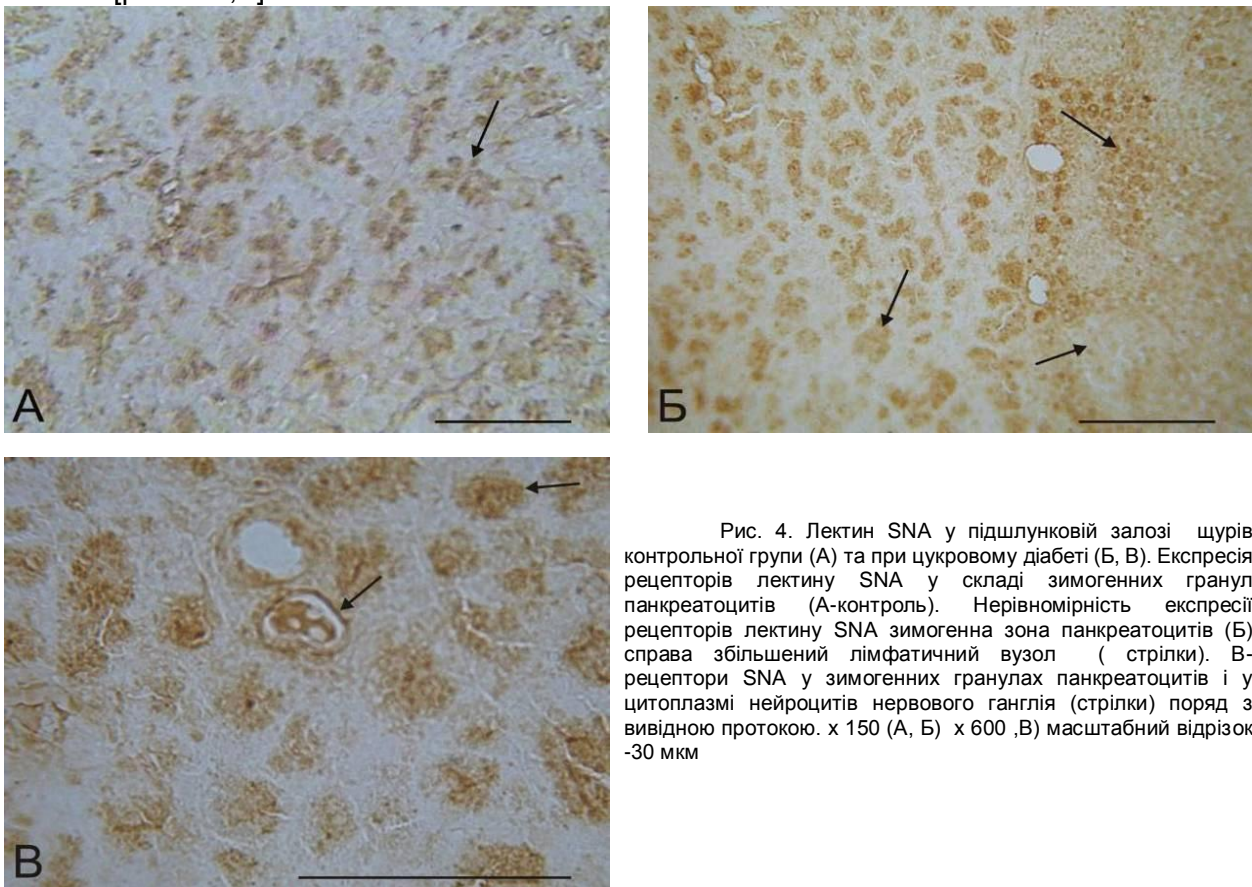 А
Б
В
Рис. 4. Лектин SNA у підшлунковій залозі щурів
контрольної групи (А) та при цукровому діабеті (Б, В). Експресія
рецепторів лектину SNA у складі зимогенних гранул
панкреатоцитів (А-контроль). Нерівномірність експресії
рецепторів лектину SNA зимогенна зона панкреатоцитів (Б)
справа збільшений лімфатичний вузол ( стрілки). В-
рецептори SNA у зимогенних гранулах панкреатоцитів і у
цитоплазмі нейроцитів нервового ганглія (стрілки) поряд з
вивідною протокою. х 150 (А, Б) х 600 ,В) масштабний відрізок
-30 мкм